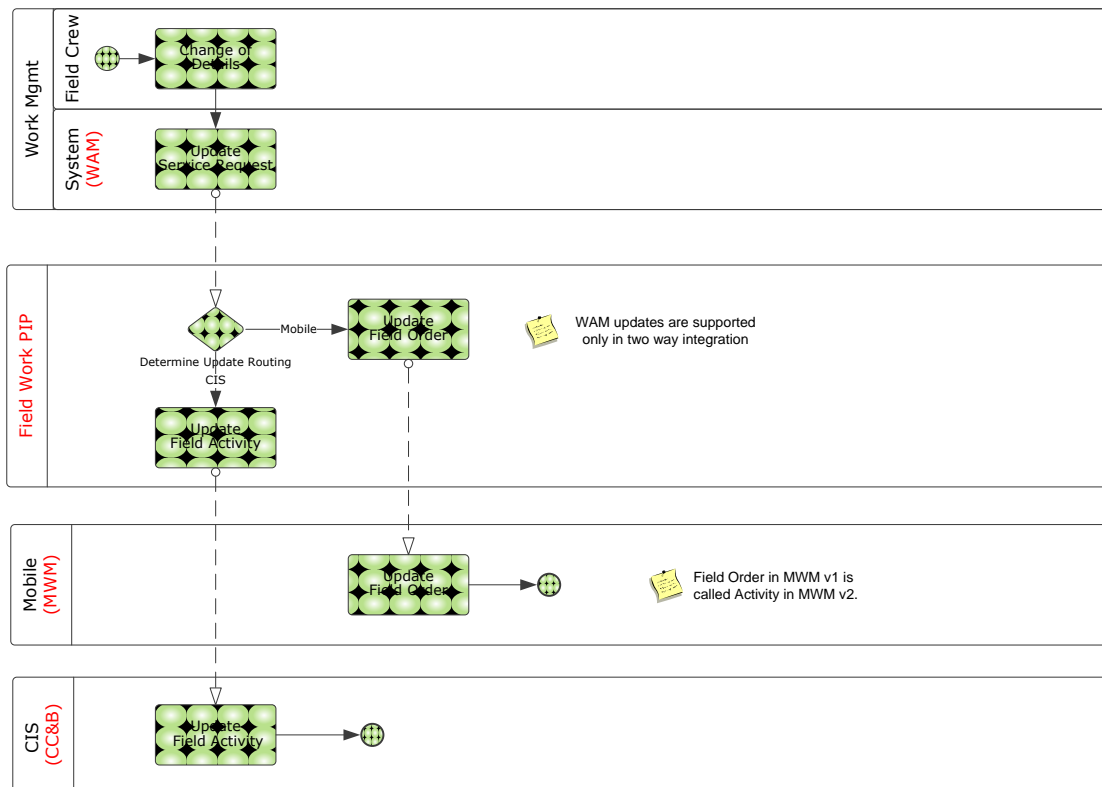 Work Mgmt
Field Crew
Change of
Details
System
(WAM)
Update
Service Request
Field Work PIP
Determine Update Routing
Mobile
CIS
Update
Field Order
WAM updates are supported
only in two way integration
Update
Field Activity
Mobile
(MWM)
Update
Field Order
Field Order in MWM v1 is
called Activity in MWM v2.
CIS
(CC&B)
Update
Field Activity